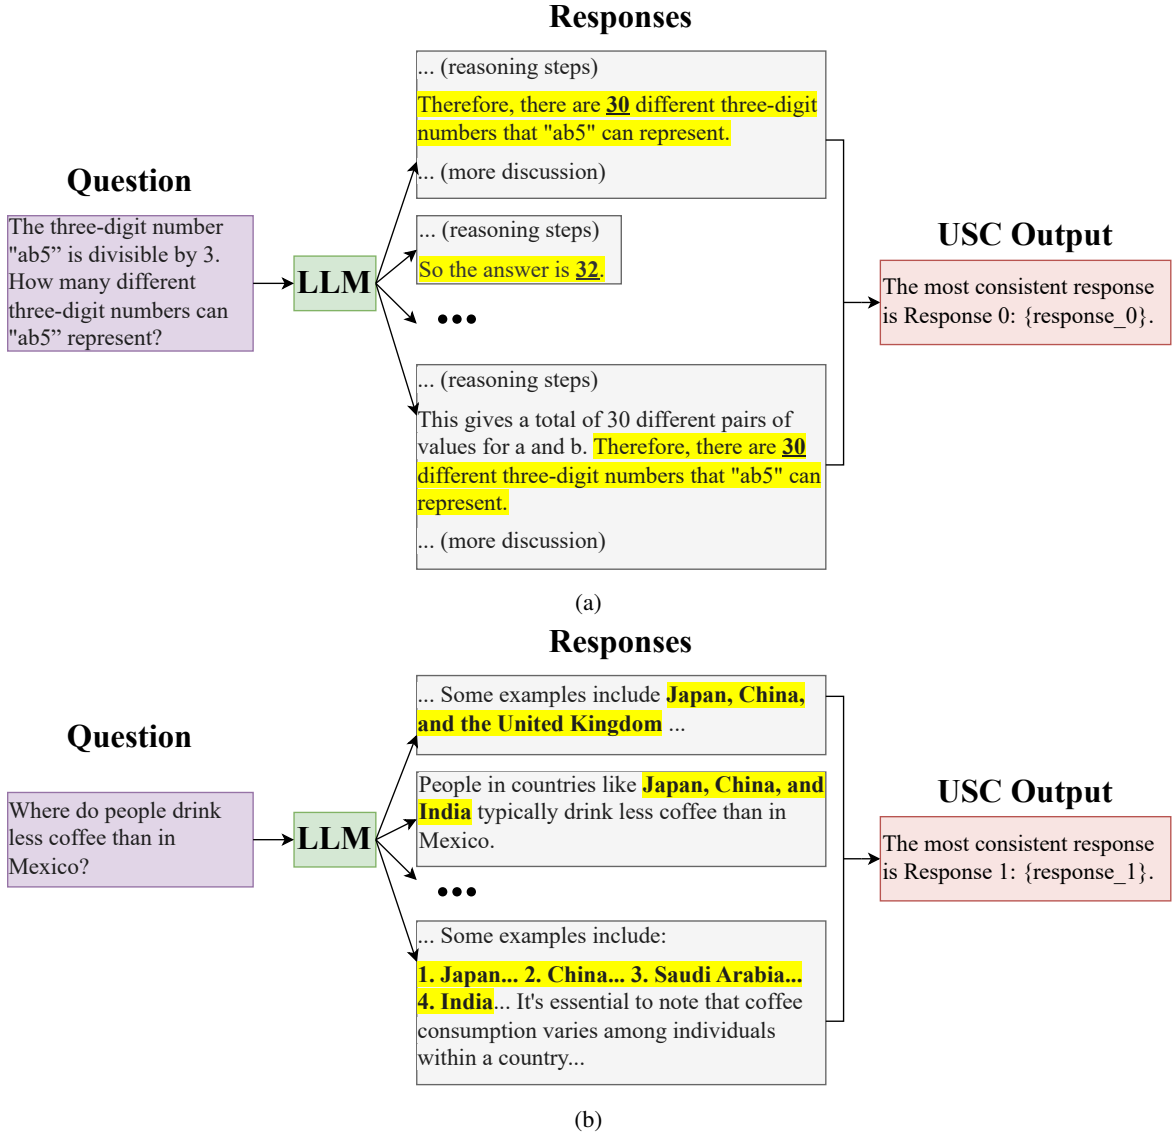 Responses
... (reasoning steps)
Therefore, there are 30 different three-digit
numbers that "ab5" can represent.
... (more discussion)
Question
The three-digit number
"ab5” is divisible by 3.
How many different
three-digit numbers can
"ab5” represent?
LLM
... (reasoning steps)
So the answer is 32.
•••
... (reasoning steps)
This gives a total of 30 different pairs of
values for a and b. Therefore, there are 30
different three-digit numbers that "ab5" can
represent.
... (more discussion)
USC Output
The most consistent response
is Response 0: {response_0}.
(a)
Responses
... Some examples include Japan, China,
and the United Kingdom ...
Question
Where do people drink
less coffee than in
Mexico?
LLM
People in countries like Japan, China, and
India typically drink less coffee than in
Mexico.
•••
... Some examples include:
1. Japan... 2. China... 3. Saudi Arabia...
4. India... It's essential to note that coffee
consumption varies among individuals
within a country...
USC Output
The most consistent response
is Response 1: {response_1}.
(b)